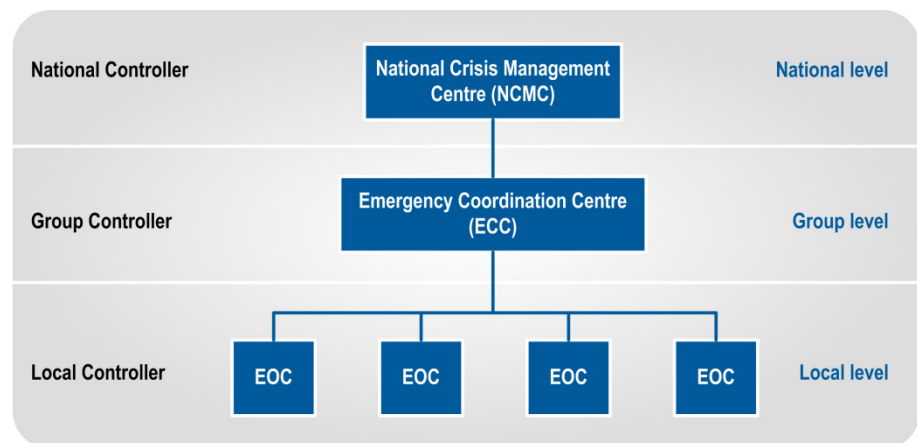 National Controller
National Crisis Management
Centre (NCMC)
National level
Group Controller
Emergency Coordination Centre
(ECC)
Group level
Local Controller
EOC
EOC
EOC
EOC
Local level